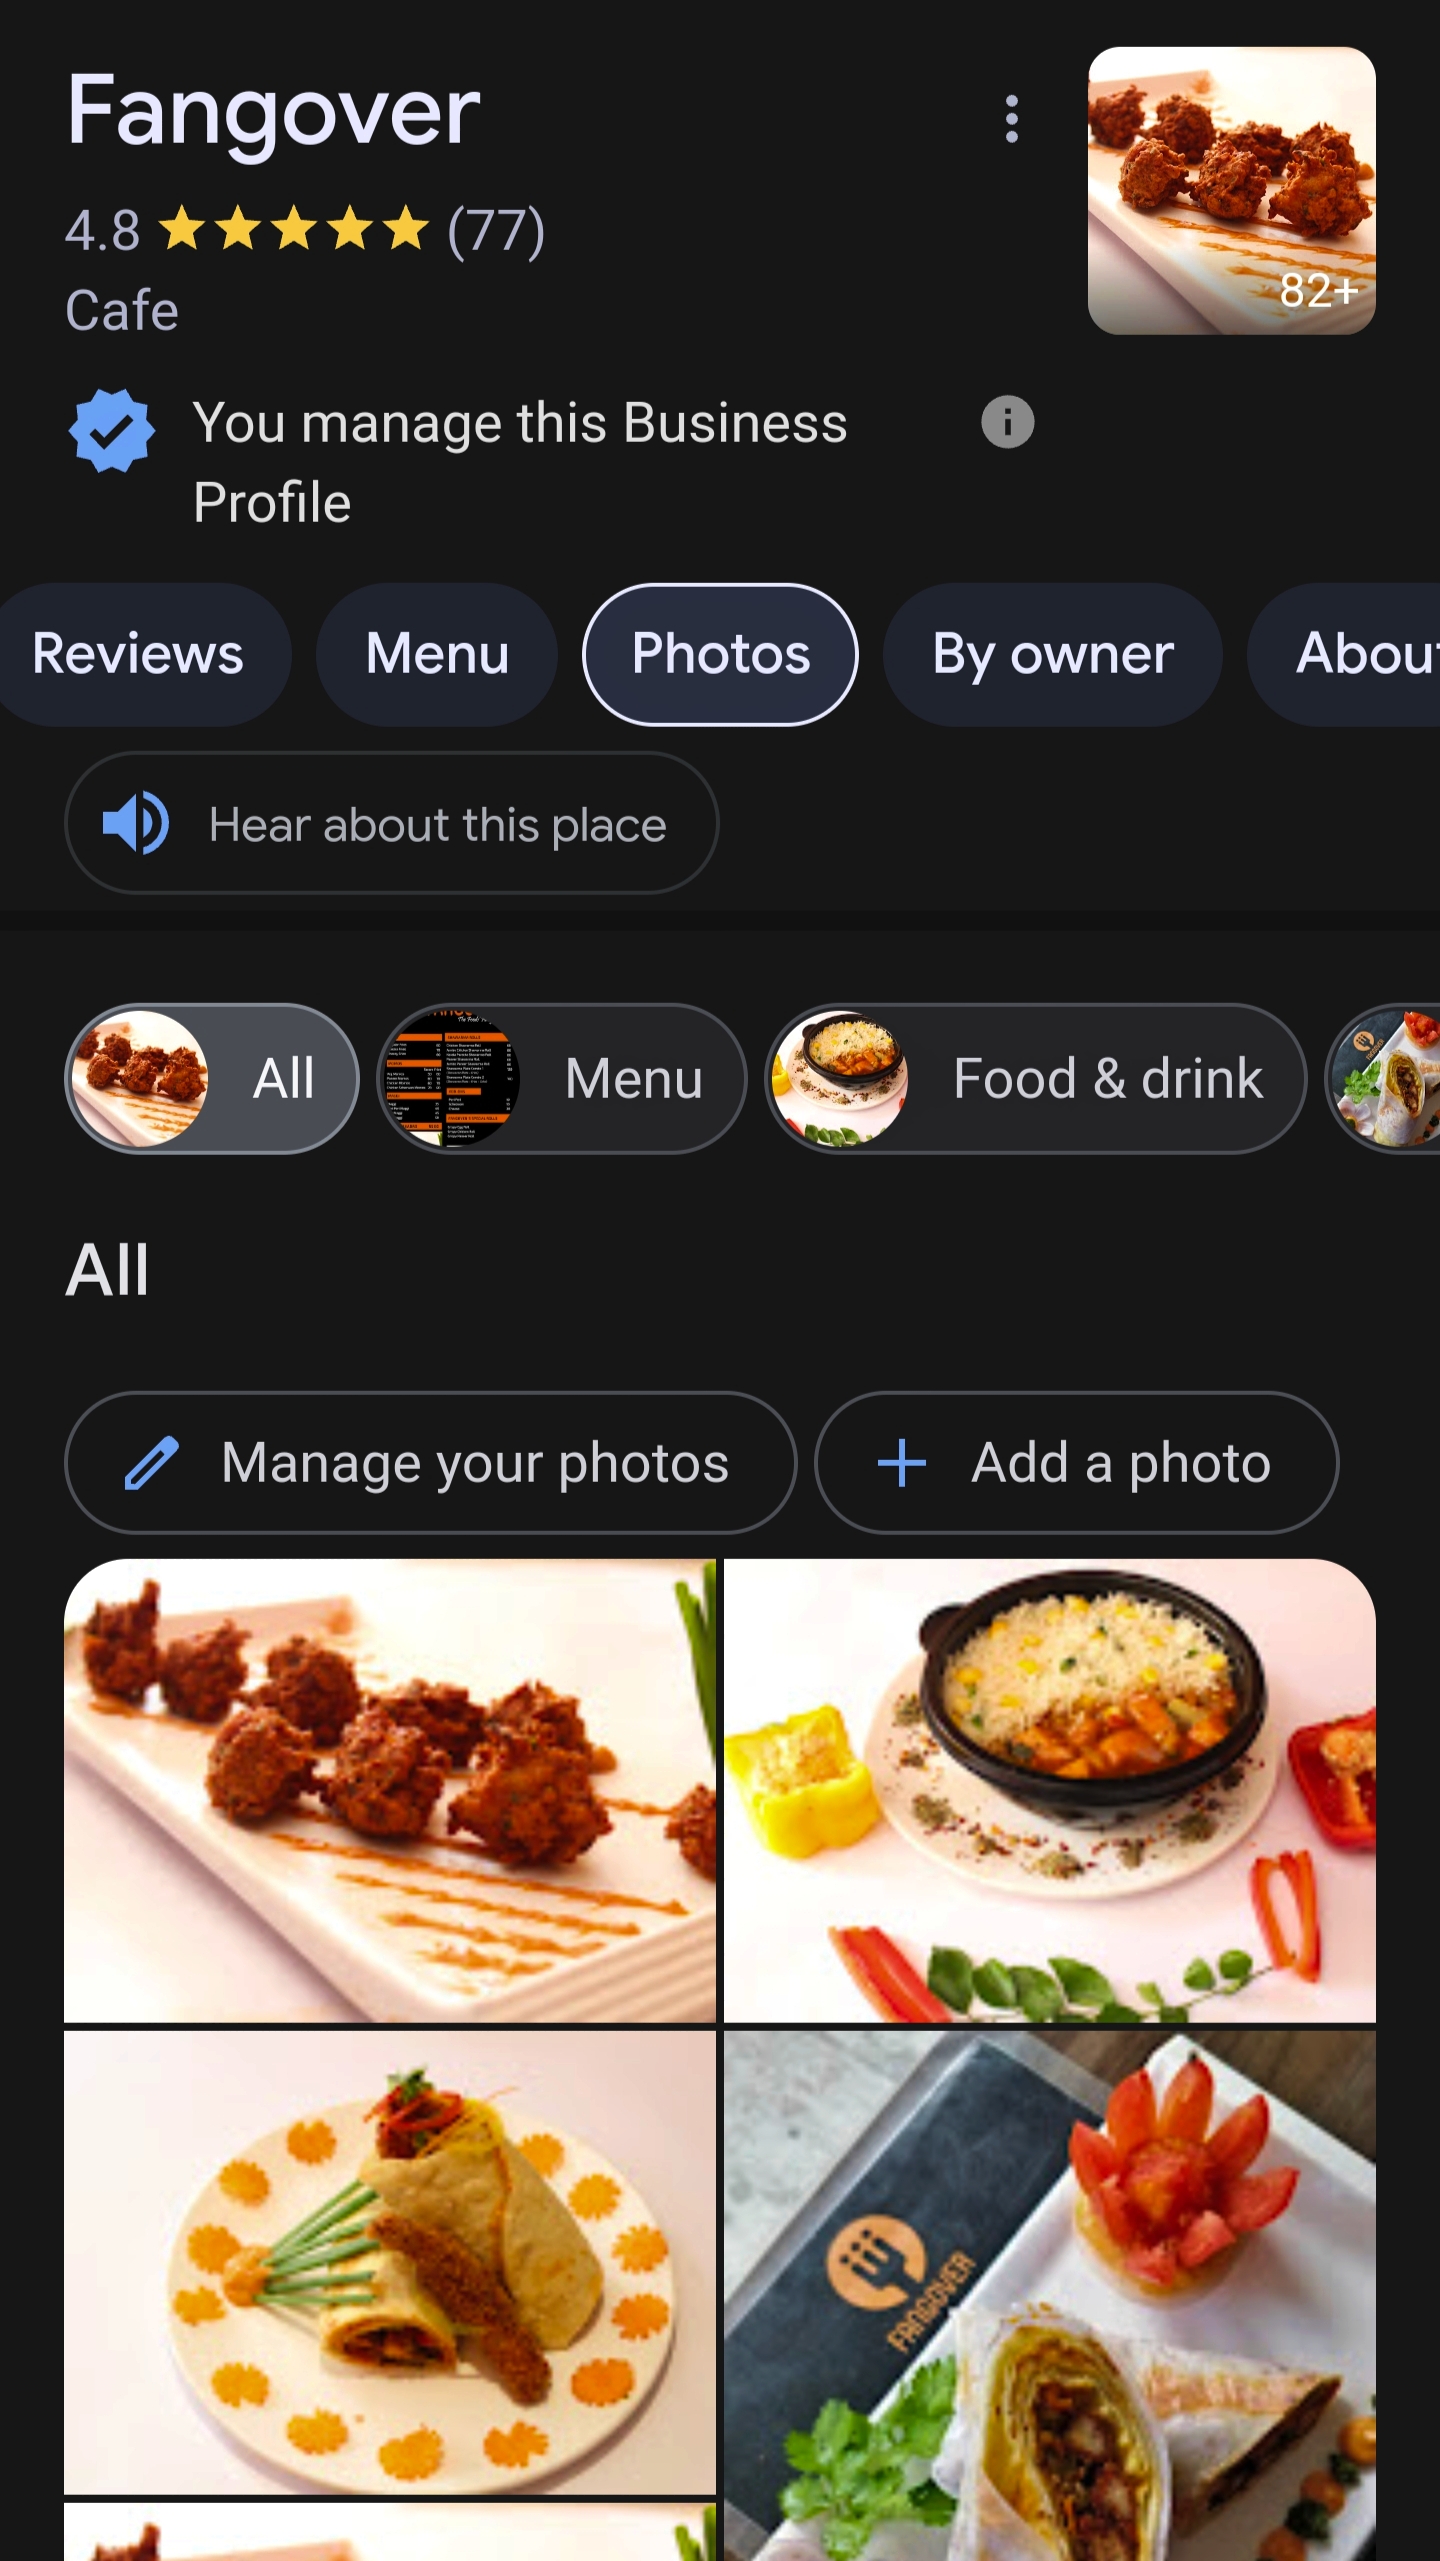 Fangover
4.8 (77)
Cafe
82+
You manage this Business
Profile
Reviews
Menu
Photos
By owner
About
Hear about this place
All
Menu
Food & drink
All
Manage your photos
Add a photo
FANGOVER